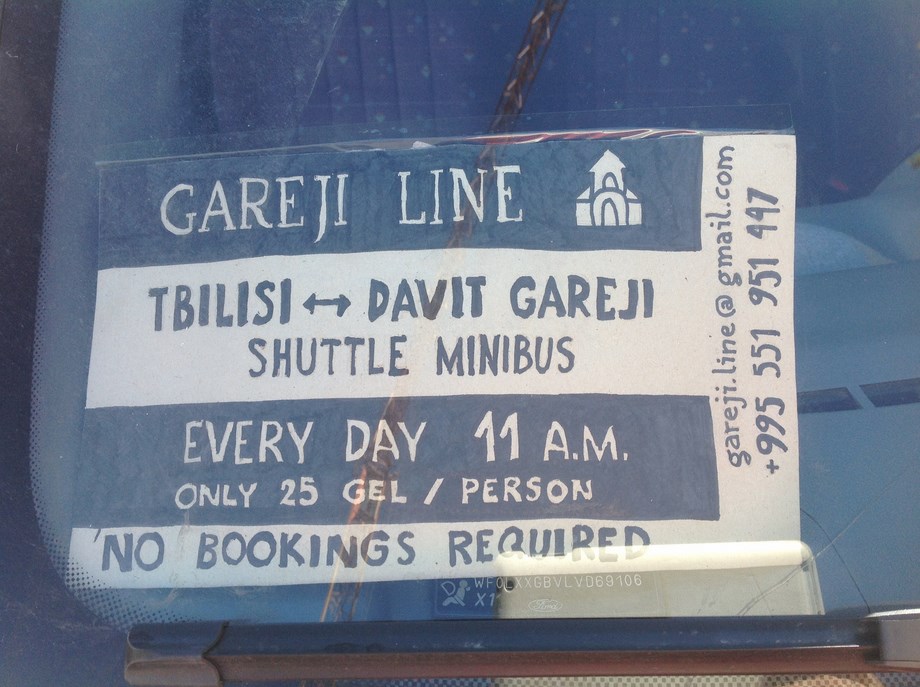 GAREJI LINE
TBILISI ↔ DAVIT GAREJI
SHUTTLE MINIBUS
EVERY DAY 11 A.M.
ONLY 25 GEL / PERSON
NO BOOKINGS REQUIRED
gareji.line@gmail.com
+995 551 951 447
Ford